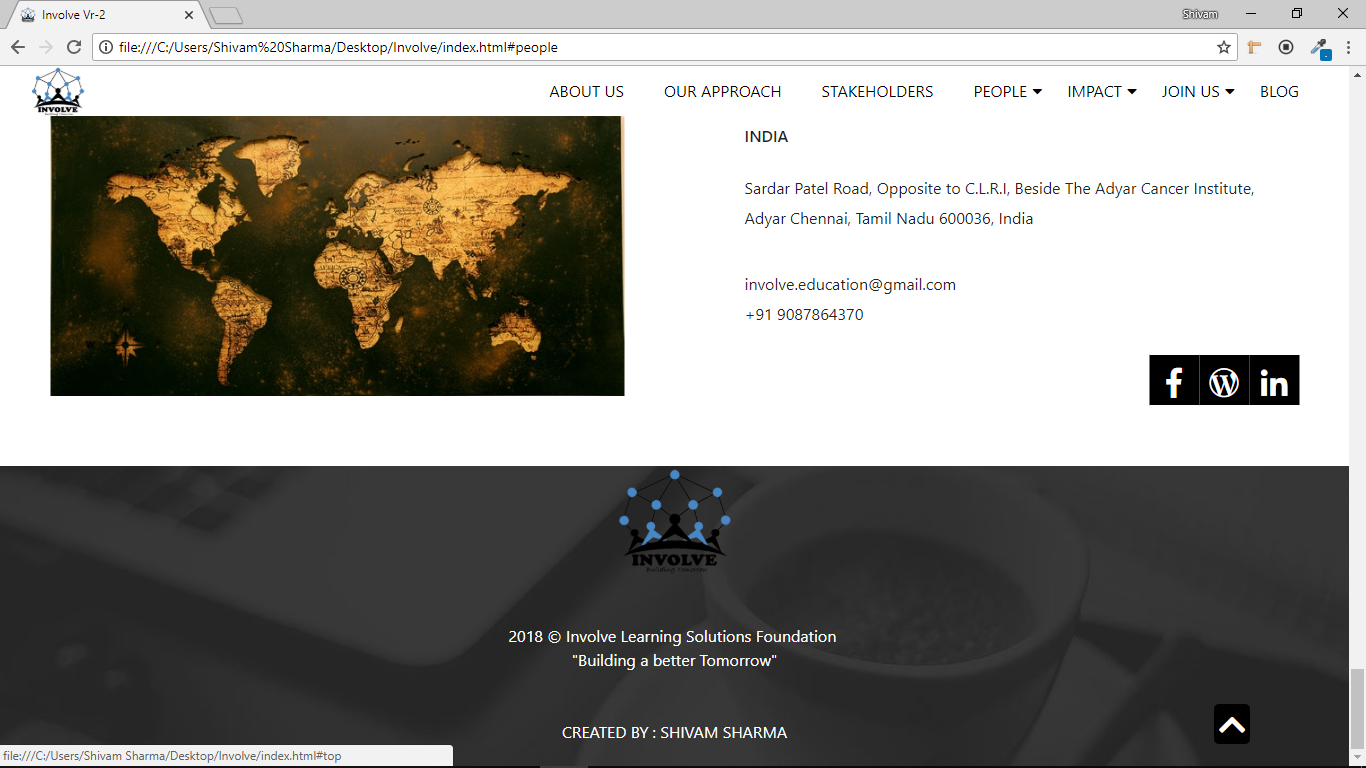 Involve Vr-2
Shivam
file:///C:/Users/Shivam%20Sharma/Desktop/Involve/index.html#people
INVOLVE
Building Tomorrow
ABOUT US
OUR APPROACH
STAKEHOLDERS
PEOPLE
IMPACT
JOIN US
BLOG
INDIA
Sardar Patel Road, Opposite to C.L.R.I, Beside The Adyar Cancer Institute,
Adyar Chennai, Tamil Nadu 600036, India
involve.education@gmail.com
+91 9087864370
INVOLVE
Building Tomorrow
2018 © Involve Learning Solutions Foundation
"Building a better Tomorrow"
CREATED BY : SHIVAM SHARMA
file:///C:/Users/Shivam Sharma/Desktop/Involve/index.html#top